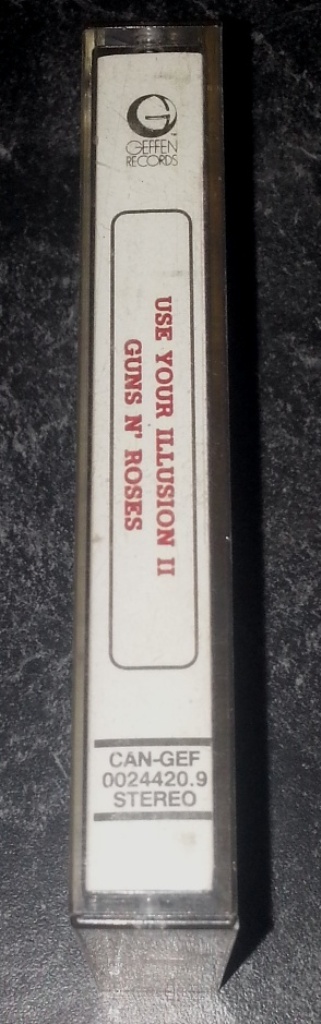 GEFFEN
RECORDS
USE YOUR ILLUSION II
GUNS N' ROSES
CAN-GEF
0024420.9
STEREO